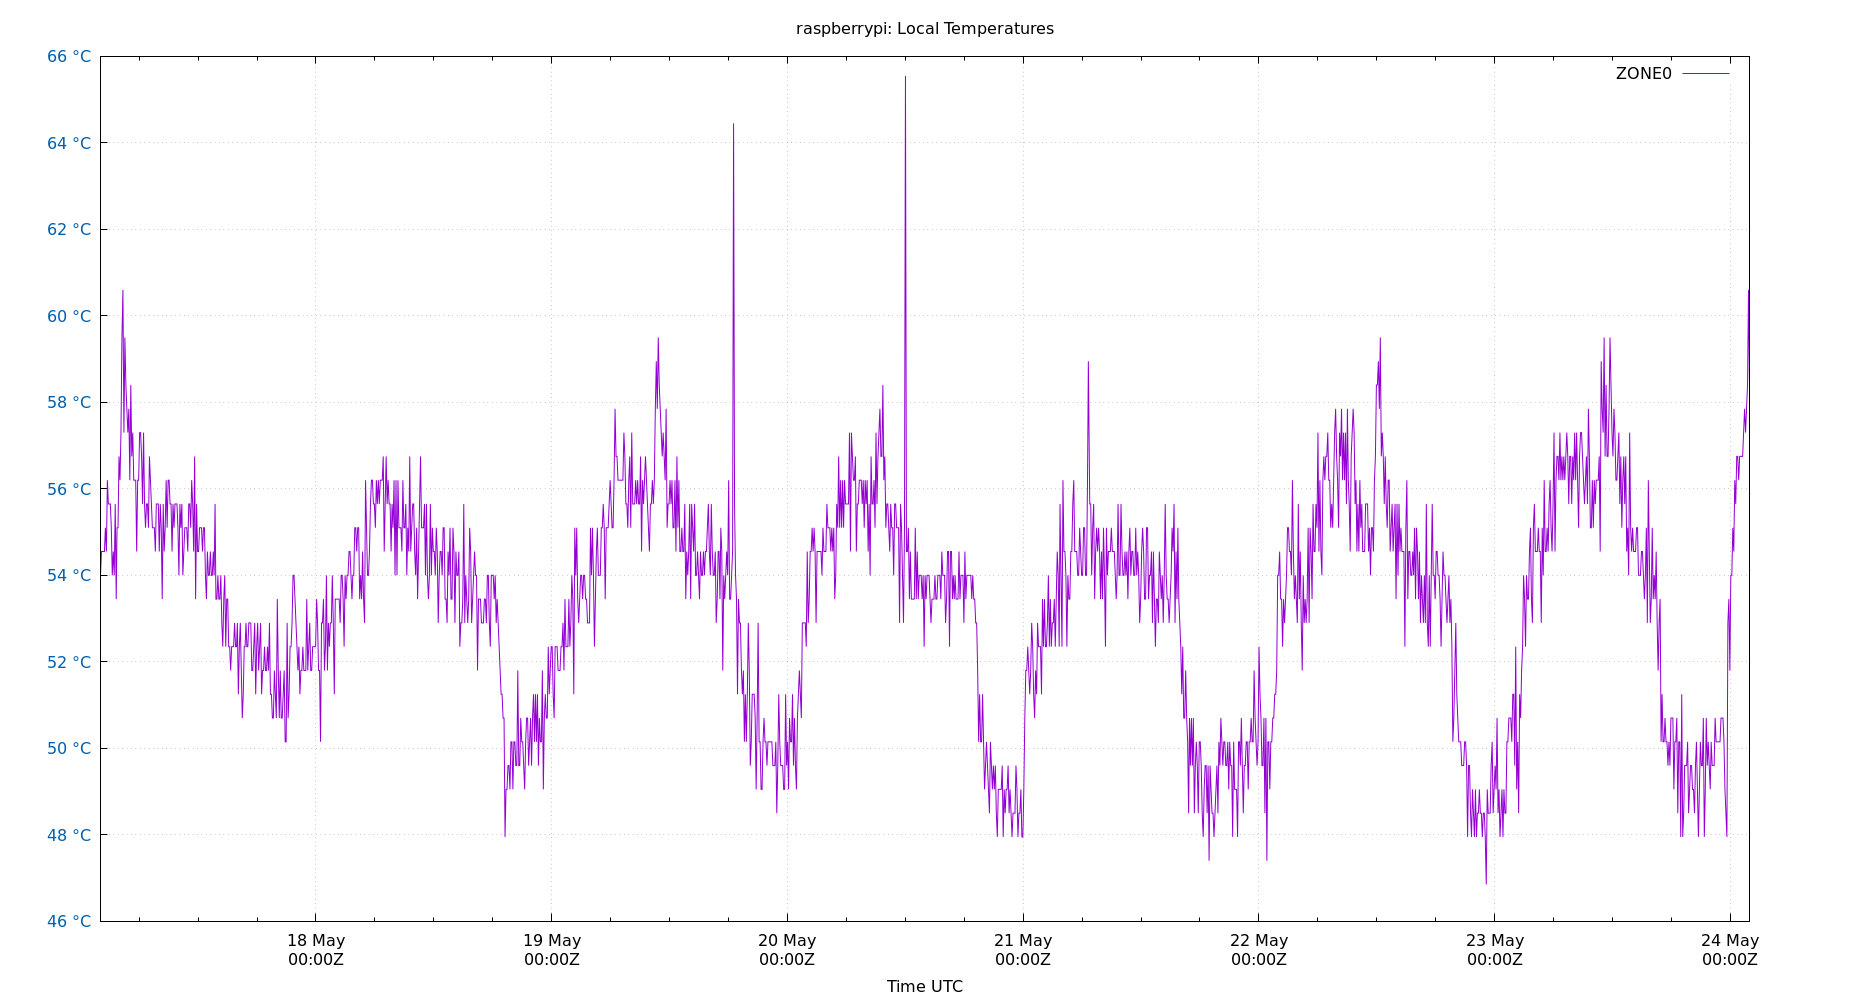 raspberrypi: Local Temperatures
66 °C
ZONE0
64 °C
62 °C
60 °C
58 °C
56 °C
54 °C
52 °C
50 °C
48 °C
46 °C
18 May
00:00Z
19 May
00:00Z
20 May
00:00Z
21 May
00:00Z
22 May
00:00Z
23 May
00:00Z
24 May
00:00Z
Time UTC